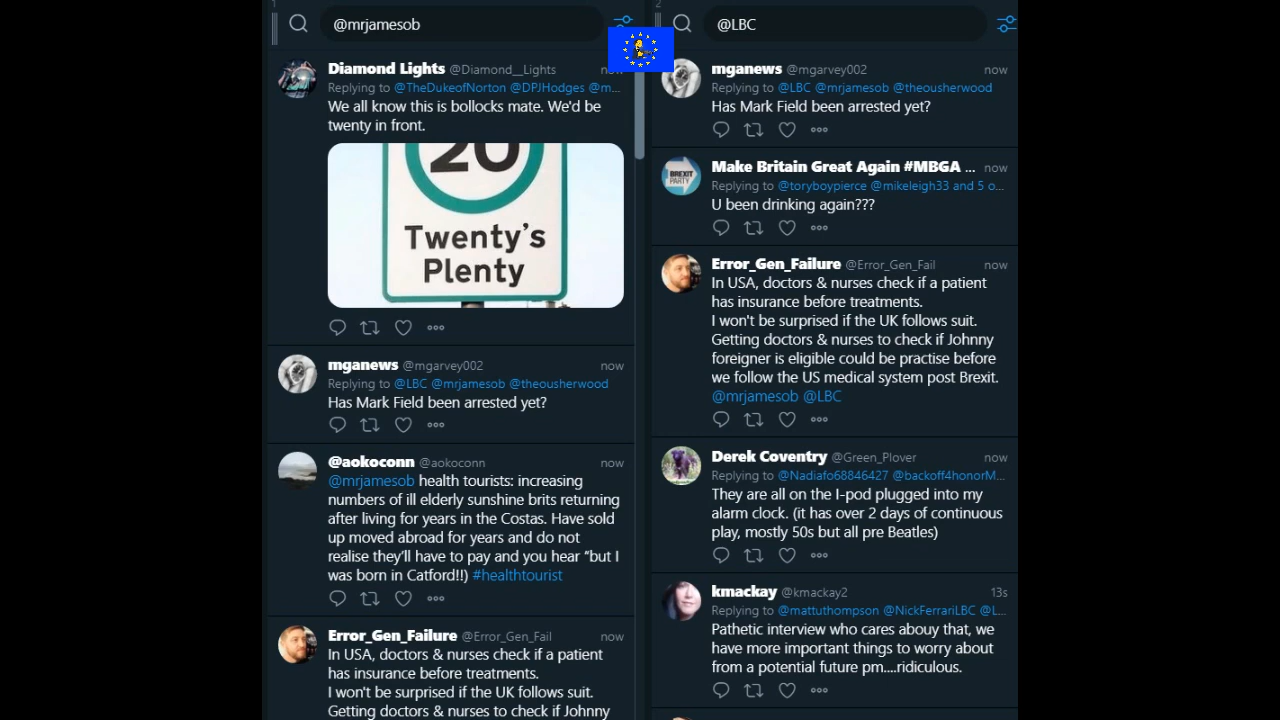 1
@mrjamesob
Diamond Lights @Diamond__Lights now
Replying to @TheDukeofNorton @DPJHodges @m...
We all know this is bollocks mate. We'd be
twenty in front.
20
Twenty's
Plenty
mganews @mgarvey002 now
Replying to @LBC @mrjamesob @theousherwood
Has Mark Field been arrested yet?
@aokoconn @aokoconn now
@mrjamesob health tourists: increasing
numbers of ill elderly sunshine brits returning
after living for years in the Costas. Have sold
up moved abroad for years and do not
realise they'll have to pay and you hear "but I
was born in Catford!!) #healthtourist
Error_Gen_Failure @Error_Gen_Fail now
In USA, doctors & nurses check if a patient
has insurance before treatments.
I won't be surprised if the UK follows suit.
Getting doctors & nurses to check if Johnny
2
@LBC
mganews @mgarvey002 now
Replying to @LBC @mrjamesob @theousherwood
Has Mark Field been arrested yet?
BREXIT
PARTY
Make Britain Great Again #MBGA ... now
Replying to @toryboypierce @mikeleigh33 and 5 o...
U been drinking again???
Error_Gen_Failure @Error_Gen_Fail now
In USA, doctors & nurses check if a patient
has insurance before treatments.
I won't be surprised if the UK follows suit.
Getting doctors & nurses to check if Johnny
foreigner is eligible could be practise before
we follow the US medical system post Brexit.
@mrjamesob @LBC
Derek Coventry @Green_Plover now
Replying to @Nadiafo68846427 @backoff4honorM...
They are all on the I-pod plugged into my
alarm clock. (it has over 2 days of continuous
play, mostly 50s but all pre Beatles)
kmackay @kmackay2 13s
Replying to @mattuthompson @NickFerrariLBC @L...
Pathetic interview who cares abouy that, we
have more important things to worry about
from a potential future pm....ridiculous.